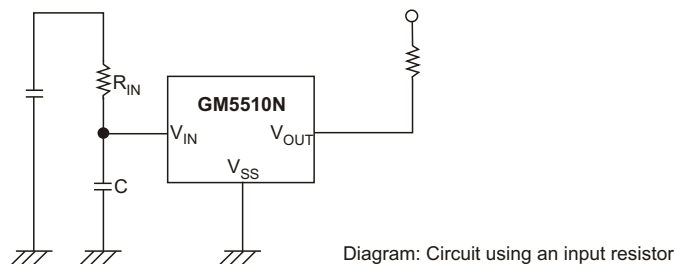 R_IN
GM5510N
V_IN
V_OUT
V_SS
C
Diagram: Circuit using an input resistor